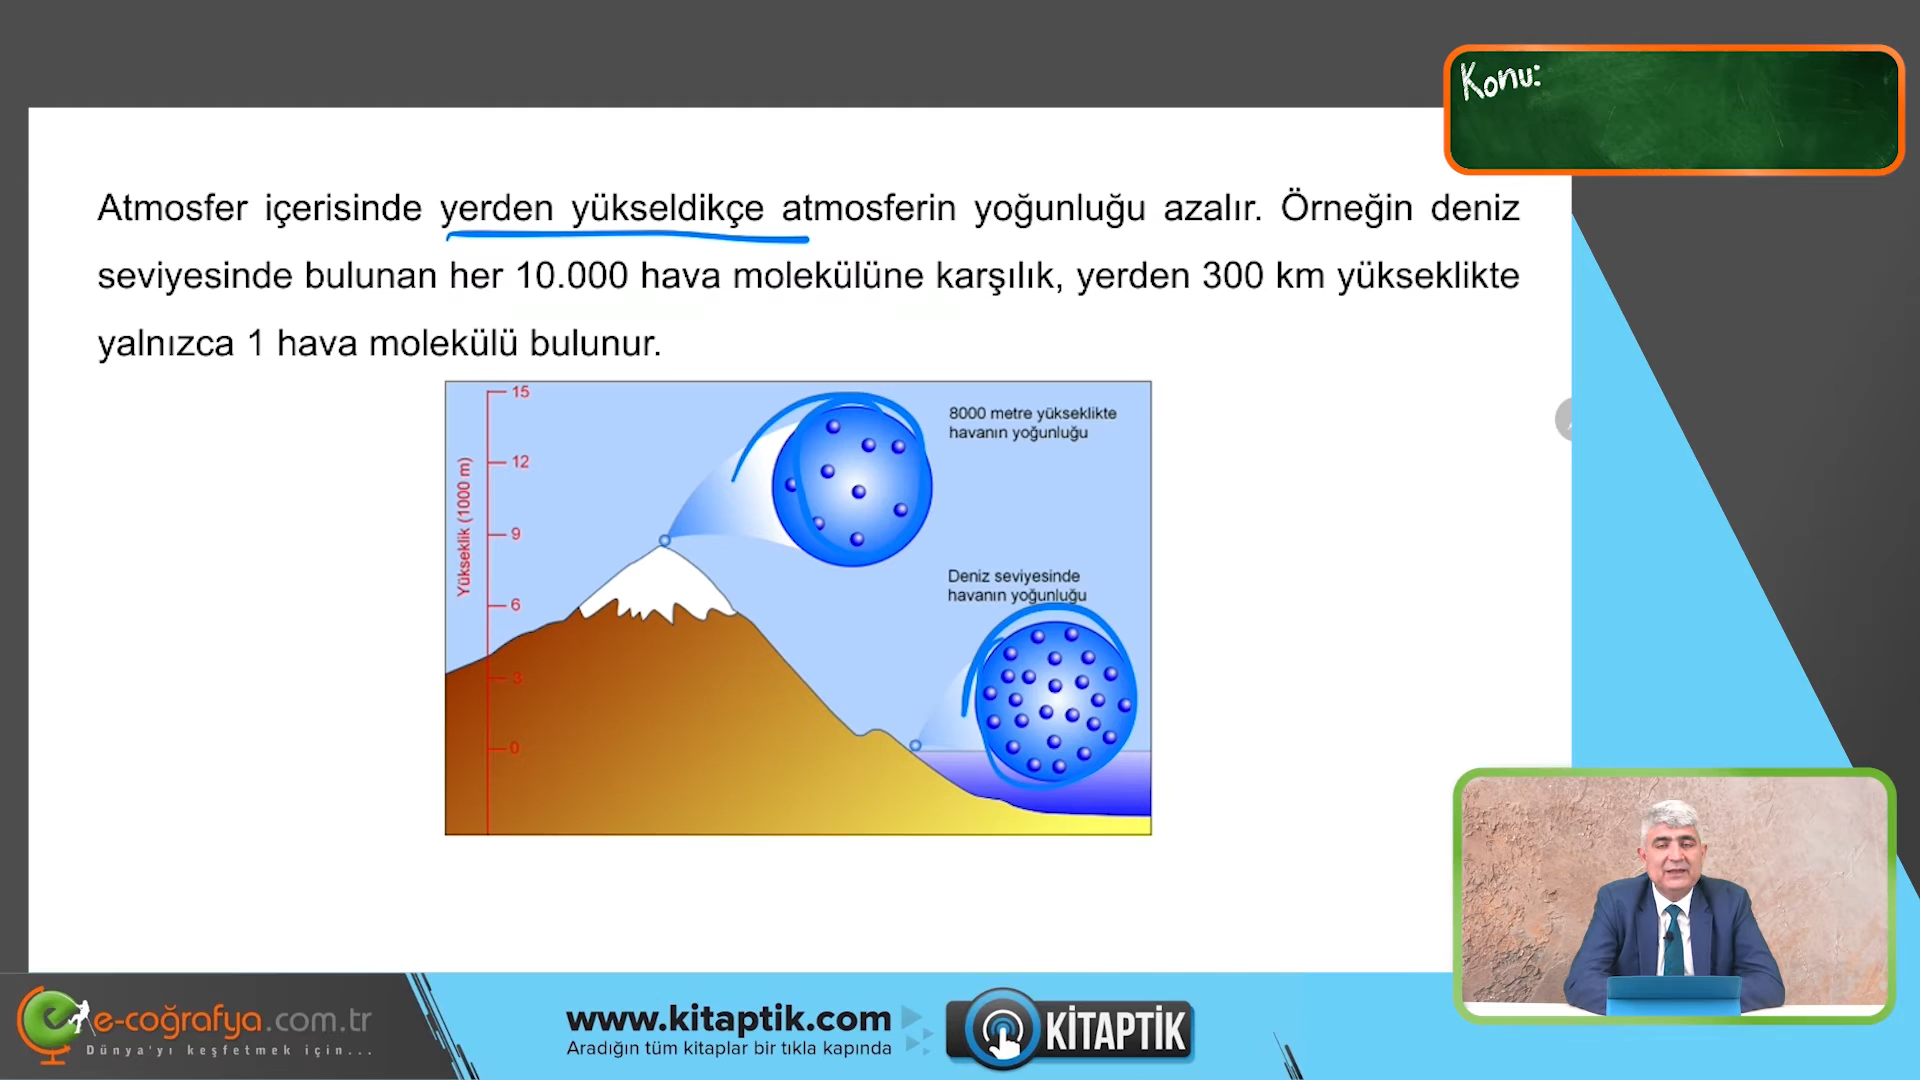 Konu:
Atmosfer içerisinde yerden yükseldikçe atmosferin yoğunluğu azalır. Örneğin deniz
seviyesinde bulunan her 10.000 hava molekülüne karşılık, yerden 300 km yükseklikte
yalnızca 1 hava molekülü bulunur.
15
12
9
6
3
0
Yükseklik (1000 m)
8000 metre yükseklikte
havanın yoğunluğu
Deniz seviyesinde
havanın yoğunluğu
e-coğrafya.com.tr
Dünya'yı keşfetmek için...
www.kitaptik.com
Aradığın tüm kitaplar bir tıkla kapında
KİTAPTİK